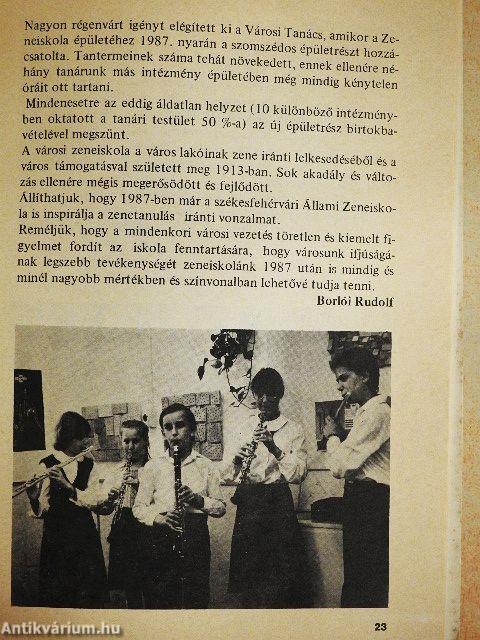 Nagyon régenvárt igényt elégített ki a Városi Tanács, amikor a Ze-
neiskola épületéhez 1987. nyarán a szomszédos épületrészt hozzá-
csatolta. Tantermeinek száma tehát növekedett, ennek ellenére né-
hány tanárunk más intézmény épületében még mindig kénytelen
óráit ott tartani.
Mindenesetre az eddig áldatlan helyzet (10 különböző intézmény-
ben oktatott a tanári testület 50 %-a) az új épületrész birtokba-
vételével megszünt.
A városi zeneiskola a város lakóinak zene iránti lelkesedéséből és a
város támogatásval született meg 1913-ban. Sok akadály és válto-
zás ellenére mégis megerősödött és fejlődött.
Állíthatjuk, hogy 1987-ben már a székesfehérvári Állami Zeneisko-
la is inspirálja a zenetanulás iránti vonzalmat.
Reméljük, hogy a mindenkori városi vezetés töretlen és kiemelt fi-
gyelmet fordít az iskola fenntartására, hogy városunk ifjúságá-
nak legszebb tevékenységét zeneiskolánk 1987 után is mindig és
minél nagyobb mértékben és színvonalban lehetővé tudja tenni.
Borlói Rudolf
23
Antikvárium.hu